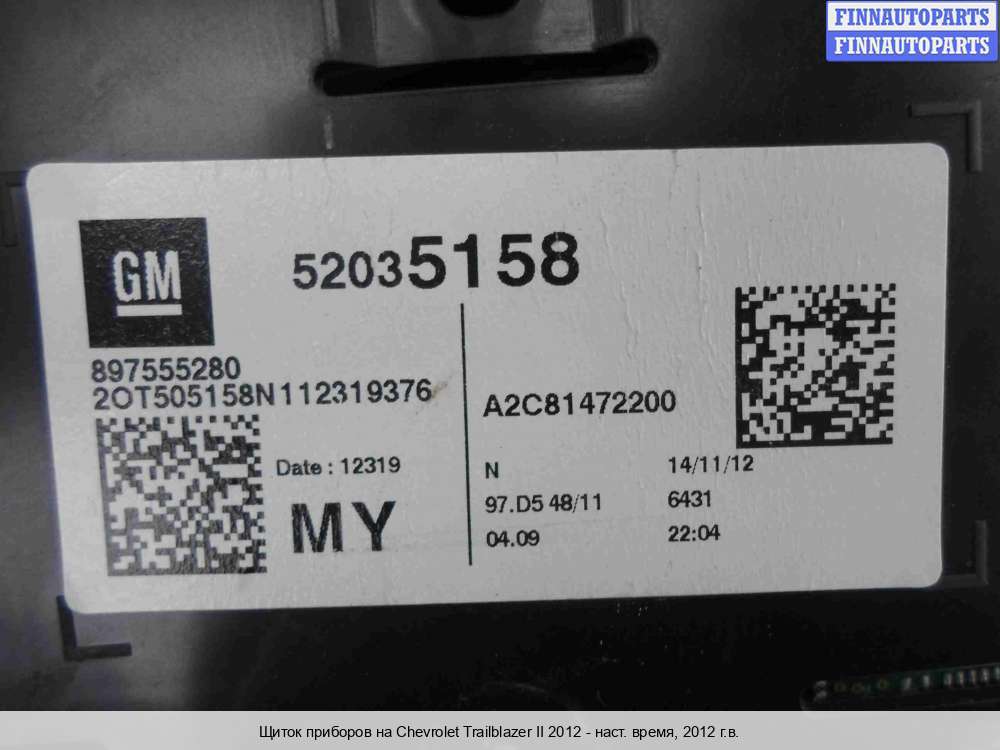 FINNAUTOPARTS
FINNAUTOPARTS
GM
52035158
897555280
2OT505158N112319376
A2C81472200
Date : 12319
MY
N
14/11/12
97.D5 48/11
6431
04.09
22:04
Щиток приборов на Chevrolet Trailblazer II 2012 - наст. время, 2012 г.в.